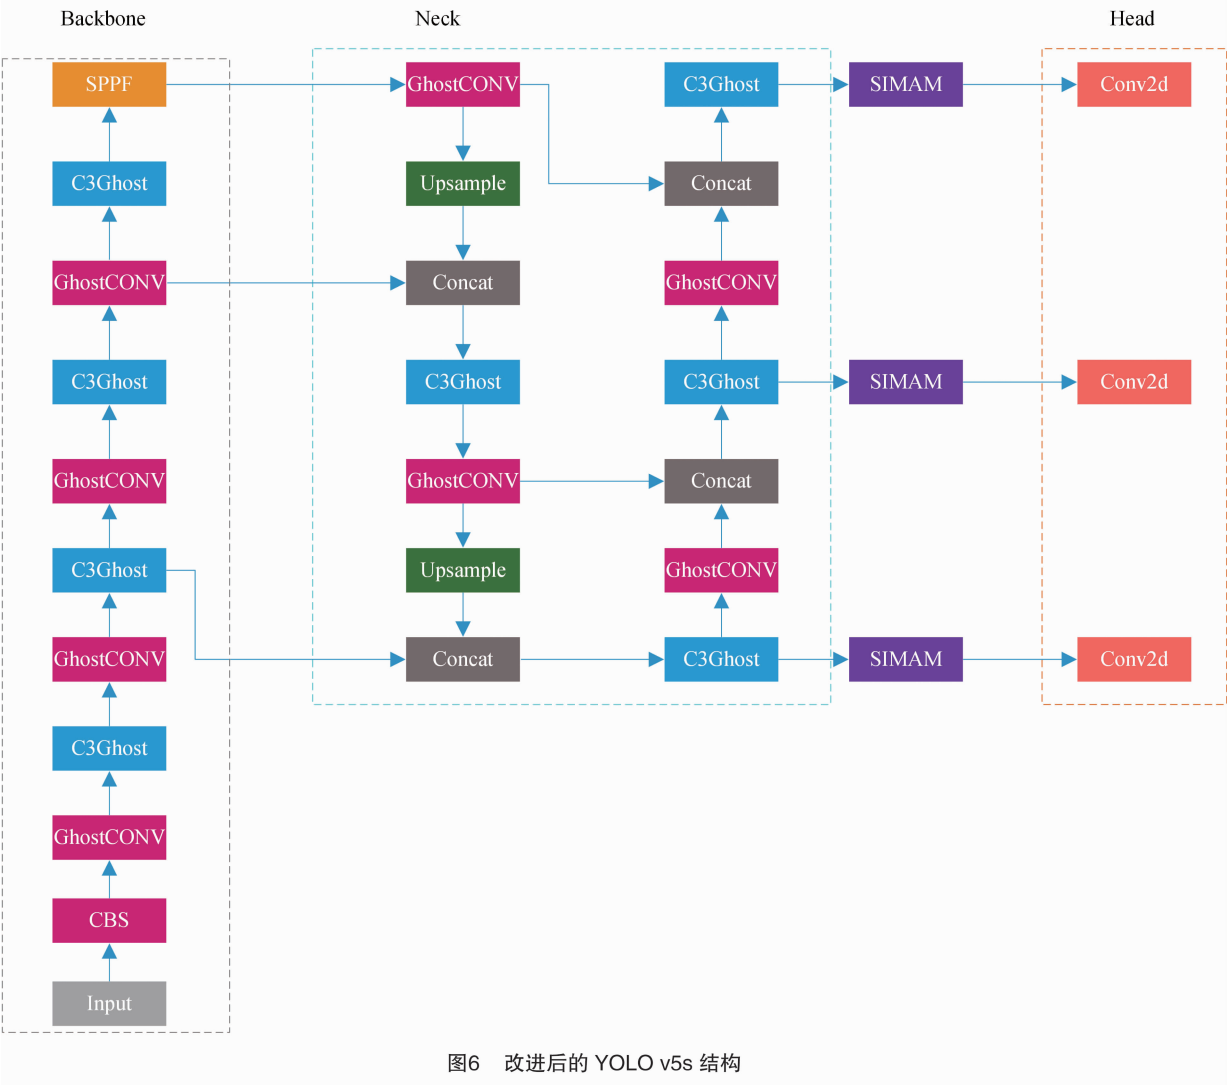 Backbone Neck Head
SPPF GhostCONV C3Ghost SIMAM Conv2d
C3Ghost Upsample Concat
GhostCONV Concat GhostCONV
C3Ghost C3Ghost C3Ghost SIMAM Conv2d
GhostCONV GhostCONV Concat
C3Ghost Upsample GhostCONV
GhostCONV Concat C3Ghost SIMAM Conv2d
C3Ghost
GhostCONV
CBS
Input
图6 改进后的 YOLO v5s 结构